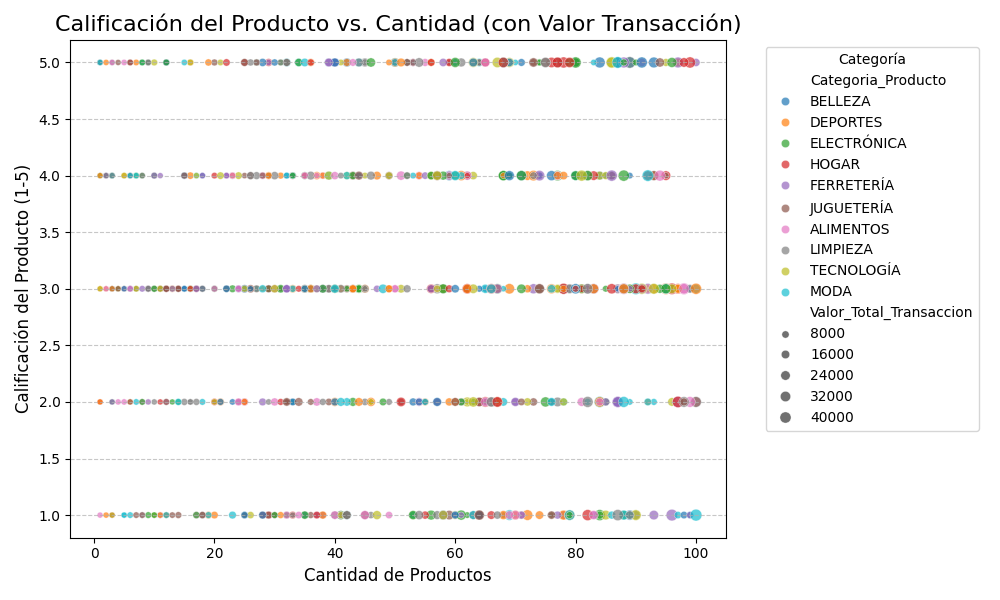 Calificación del Producto vs. Cantidad (con Valor Transacción)
Calificación del Producto (1-5)
5.0
4.5
4.0
3.5
3.0
2.5
2.0
1.5
1.0
0
20
40
60
80
100
Cantidad de Productos
Categoría
Categoria_Producto
BELLEZA
DEPORTES
ELECTRÓNICA
HOGAR
FERRETERÍA
JUGUETERÍA
ALIMENTOS
LIMPIEZA
TECNOLOGÍA
MODA
Valor_Total_Transaccion
8000
16000
24000
32000
40000